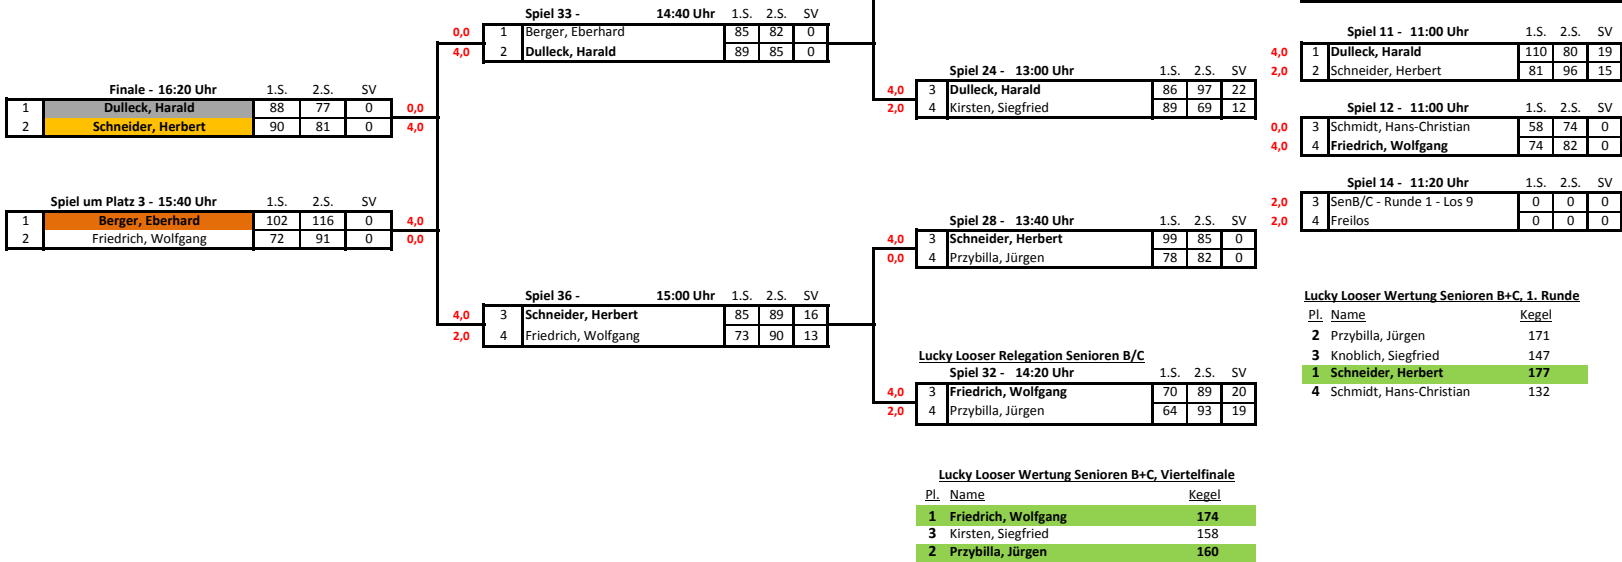 Finale - 16:20 Uhr 1.S. 2.S. SV
1 Dulleck, Harald 88 77 0 0,0
2 Schneider, Herbert 90 81 0 4,0
Spiel um Platz 3 - 15:40 Uhr 1.S. 2.S. SV
1 Berger, Eberhard 102 116 0 4,0
2 Friedrich, Wolfgang 72 91 0 0,0
Spiel 33 - 14:40 Uhr 1.S. 2.S. SV
0,0 1 Berger, Eberhard 85 82 0
4,0 2 Dulleck, Harald 89 85 0
Spiel 36 - 15:00 Uhr 1.S. 2.S. SV
4,0 3 Schneider, Herbert 85 89 16
2,0 4 Friedrich, Wolfgang 73 90 13
Spiel 24 - 13:00 Uhr 1.S. 2.S. SV
4,0 3 Dulleck, Harald 86 97 22
2,0 4 Kirsten, Siegfried 89 69 12
Spiel 28 - 13:40 Uhr 1.S. 2.S. SV
4,0 3 Schneider, Herbert 99 85 0
0,0 4 Przybilla, Jürgen 78 82 0
Lucky Looser Relegation Senioren B/C
Spiel 32 - 14:20 Uhr 1.S. 2.S. SV
4,0 3 Friedrich, Wolfgang 70 89 20
2,0 4 Przybilla, Jürgen 64 93 19
Lucky Looser Wertung Senioren B+C, Viertelfinale
Pl. Name Kegel
1 Friedrich, Wolfgang 174
3 Kirsten, Siegfried 158
2 Przybilla, Jürgen 160
Spiel 11 - 11:00 Uhr 1.S. 2.S. SV
4,0 1 Dulleck, Harald 110 80 19
2,0 2 Schneider, Herbert 81 96 15
Spiel 12 - 11:00 Uhr 1.S. 2.S. SV
0,0 3 Schmidt, Hans-Christian 58 74 0
4,0 4 Friedrich, Wolfgang 74 82 0
Spiel 14 - 11:20 Uhr 1.S. 2.S. SV
2,0 3 SenB/C - Runde 1 - Los 9 0 0 0
2,0 4 Freilos 0 0 0
Lucky Looser Wertung Senioren B+C, 1. Runde
Pl. Name Kegel
2 Przybilla, Jürgen 171
3 Knoblich, Siegfried 147
1 Schneider, Herbert 177
4 Schmidt, Hans-Christian 132